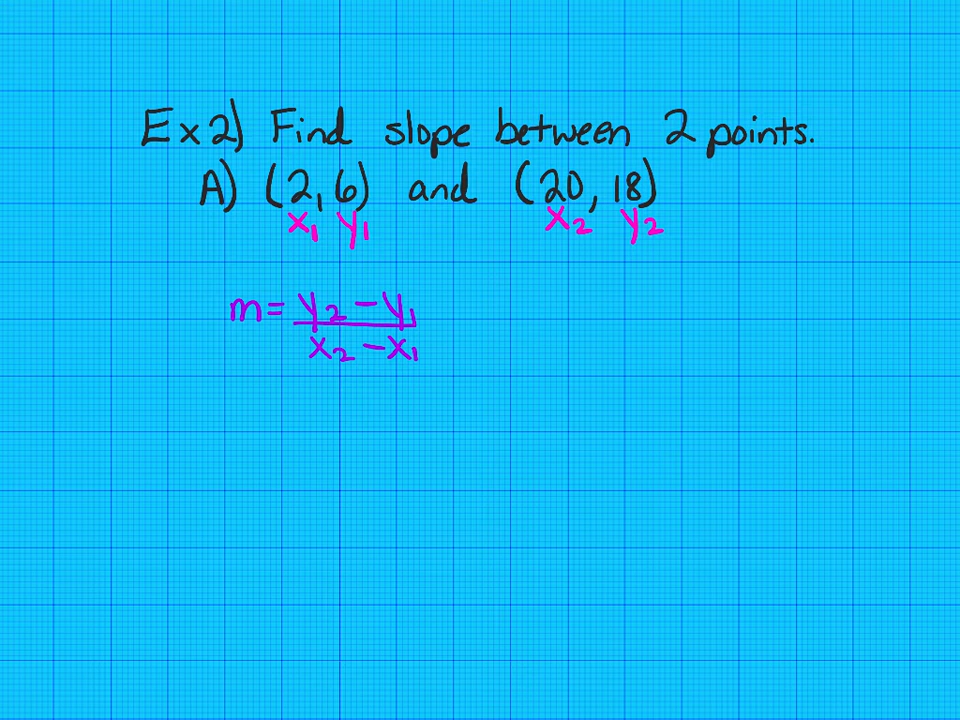 Ex 2) Find slope between 2 points.
A) (2, 6) and (20, 18)
x₁ y₁ x₂ y₂
m = y₂ - y₁
x₂ - x₁